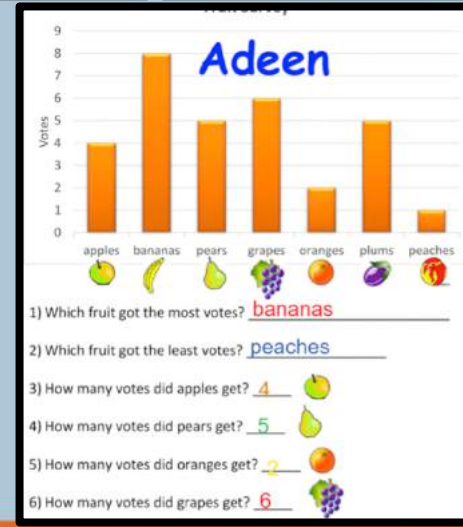 Adeen
9
8
7
6
5
4
3
2
1
0
Votes
apples bananas pears grapes oranges plums peaches
1) Which fruit got the most votes? bananas
2) Which fruit got the least votes? peaches
3) How many votes did apples get? 4
4) How many votes did pears get? 5
5) How many votes did oranges get? 2
6) How many votes did grapes get? 6